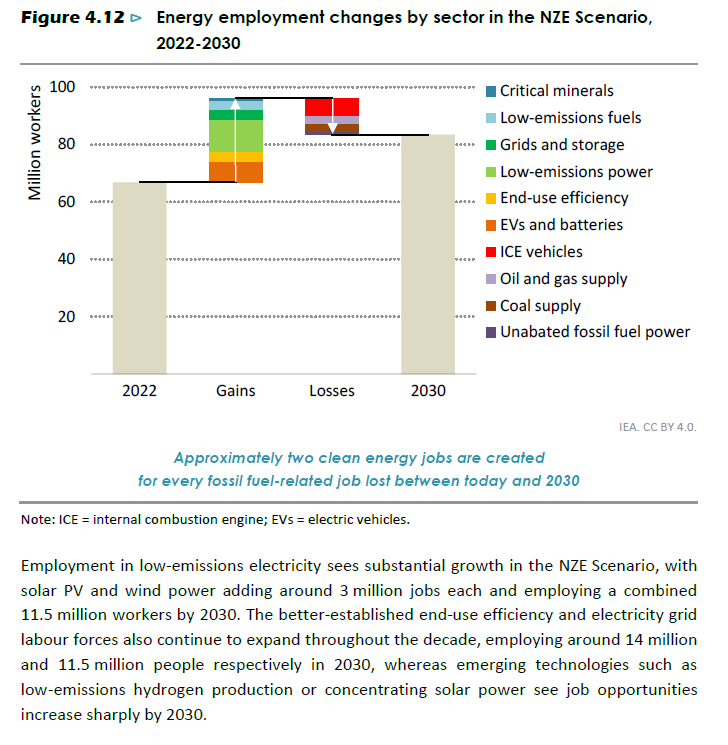 Figure 4.12 ▷ Energy employment changes by sector in the NZE Scenario,
2022-2030
Million workers
100
80
60
40
20
2022
Gains
Losses
2030
Critical minerals
Low-emissions fuels
Grids and storage
Low-emissions power
End-use efficiency
EVs and batteries
ICE vehicles
Oil and gas supply
Coal supply
Unabated fossil fuel power
IEA. CC BY 4.0.
Approximately two clean energy jobs are created
for every fossil fuel-related job lost between today and 2030
Note: ICE = internal combustion engine; EVs = electric vehicles.
Employment in low-emissions electricity sees substantial growth in the NZE Scenario, with
solar PV and wind power adding around 3 million jobs each and employing a combined
11.5 million workers by 2030. The better-established end-use efficiency and electricity grid
labour forces also continue to expand throughout the decade, employing around 14 million
and 11.5 million people respectively in 2030, whereas emerging technologies such as
low-emissions hydrogen production or concentrating solar power see job opportunities
increase sharply by 2030.